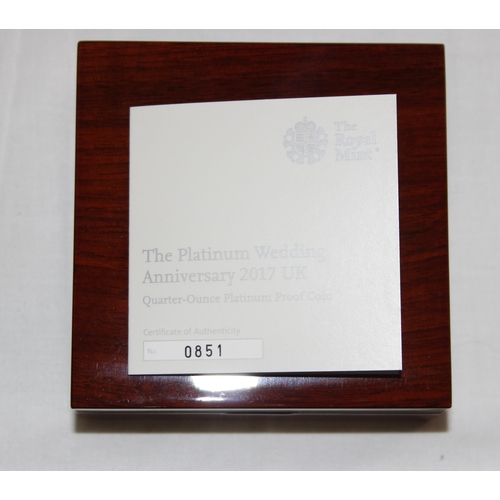 The
Royal
Mint
The Platinum Wedding
Anniversary 2017 UK
Quarter-Ounce Platinum Proof Coin
Certificate of Authenticity
No. 0851